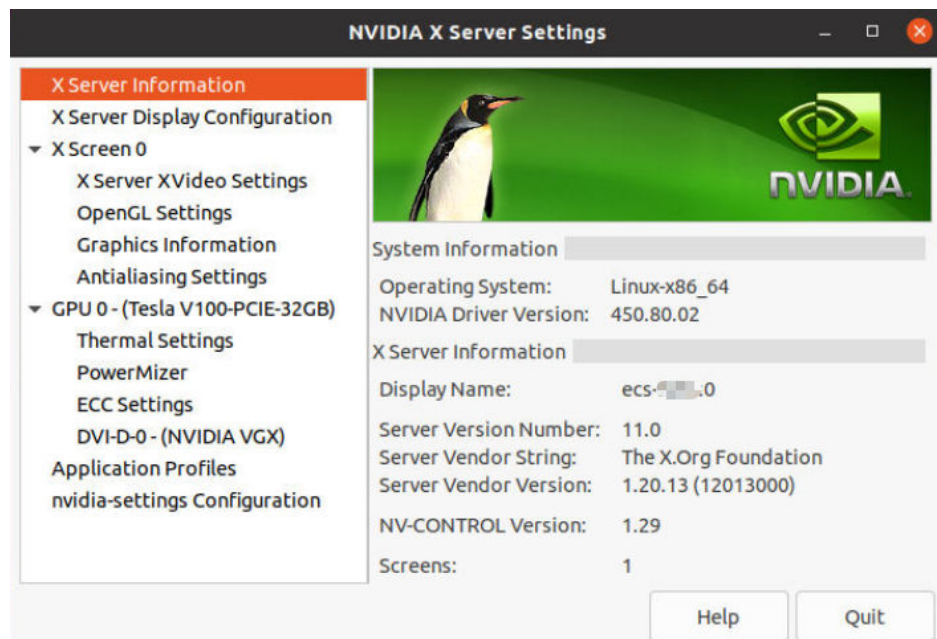 NVIDIA X Server Settings
X Server Information
X Server Display Configuration
X Screen 0
X Server XVideo Settings
OpenGL Settings
Graphics Information
Antialiasing Settings
GPU 0 - (Tesla V100-PCIE-32GB)
Thermal Settings
PowerMizer
ECC Settings
DVI-D-0 - (NVIDIA VGX)
Application Profiles
nvidia-settings Configuration
NVIDIA.
System Information
Operating System: Linux-x86_64
NVIDIA Driver Version: 450.80.02
X Server Information
Display Name: ecs- :0
Server Version Number: 11.0
Server Vendor String: The X.Org Foundation
Server Vendor Version: 1.20.13 (12013000)
NV-CONTROL Version: 1.29
Screens: 1
Help Quit